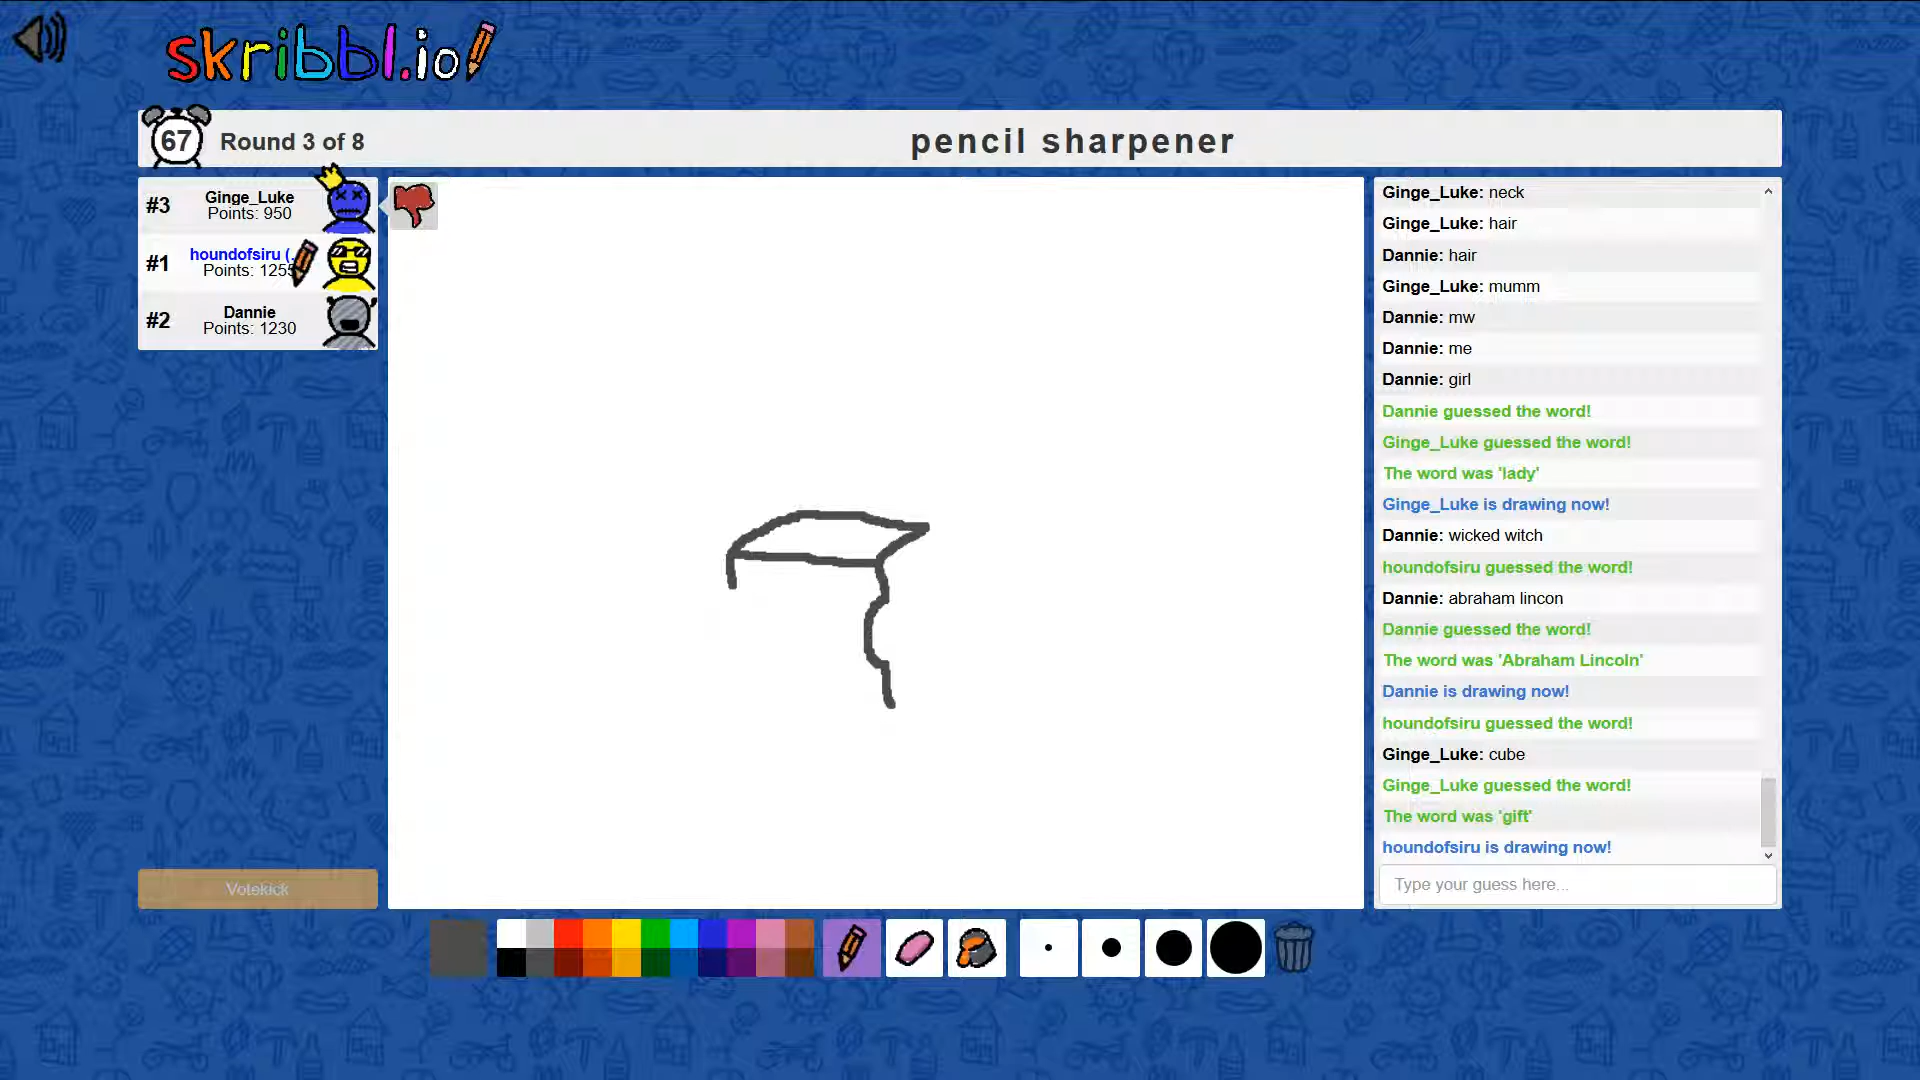 skribbl.io
67
Round 3 of 8
pencil sharpener
#3
Ginge_Luke
Points: 950
#1
houndofsiru (.
Points: 1255
#2
Dannie
Points: 1230
Votekick
Ginge_Luke: neck
Ginge_Luke: hair
Dannie: hair
Ginge_Luke: mumm
Dannie: mw
Dannie: me
Dannie: girl
Dannie guessed the word!
Ginge_Luke guessed the word!
The word was 'lady'
Ginge_Luke is drawing now!
Dannie: wicked witch
houndofsiru guessed the word!
Dannie: abraham lincon
Dannie guessed the word!
The word was 'Abraham Lincoln'
Dannie is drawing now!
houndofsiru guessed the word!
Ginge_Luke: cube
Ginge_Luke guessed the word!
The word was 'gift'
houndofsiru is drawing now!
Type your guess here...